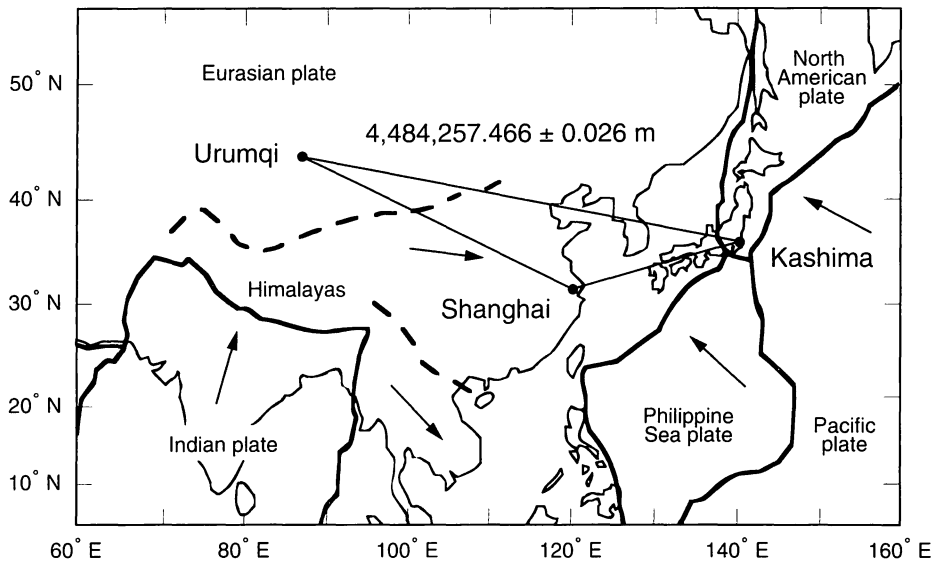 50° N
40° N
30° N
20° N
10° N
Eurasian plate
North
American
plate
4,484,257.466 ± 0.026 m
Urumqi
Kashima
Himalayas
Shanghai
Indian plate
Philippine
Sea plate
Pacific
plate
60° E
80° E
100° E
120° E
140° E
160° E